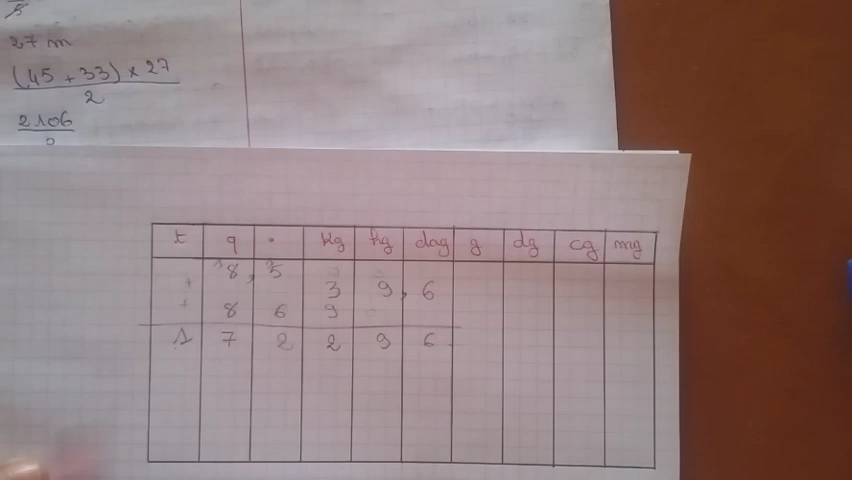 27 m
(45 + 33) × 27
2
2106
t q . Kg hg dag g dg cg mg
8,5
+ 3 9,6
+ 8 6 9
1 7 2 2 9 6